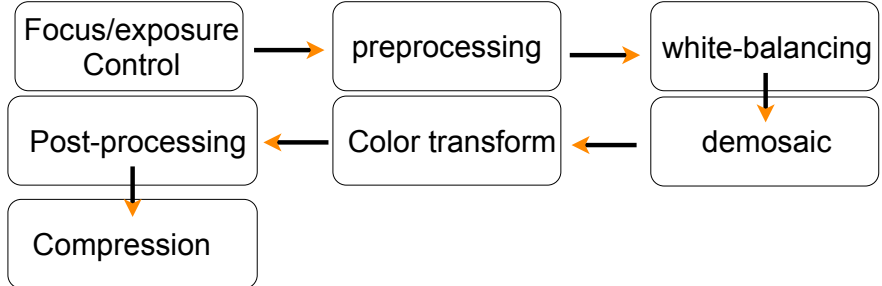 Focus/exposure
Control
preprocessing
white-balancing
Post-processing
Color transform
demosaic
Compression